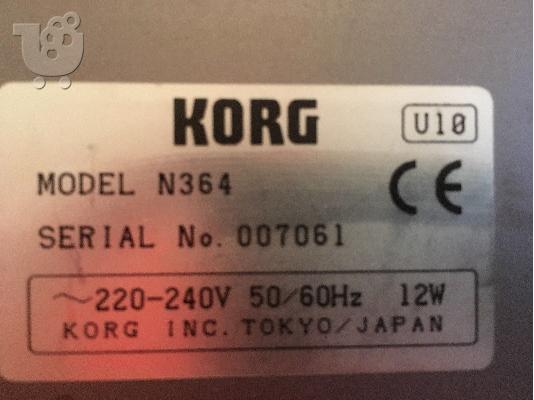 KORG
U10
MODEL N364
CE
SERIAL No. 007061
~220-240V 50/60Hz 12W
KORG INC. TOKYO/JAPAN